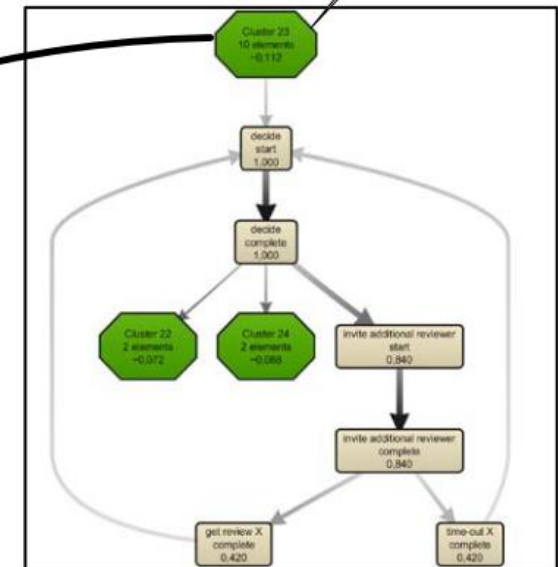 Cluster 23
10 elements
~0,112
decide
start
1,000
decide
complete
1,000
Cluster 22
2 elements
~0,072
Cluster 24
2 elements
~0,088
invite additional reviewer
start
0,840
invite additional reviewer
complete
0,840
get review X
complete
0,420
time-out X
complete
0,420